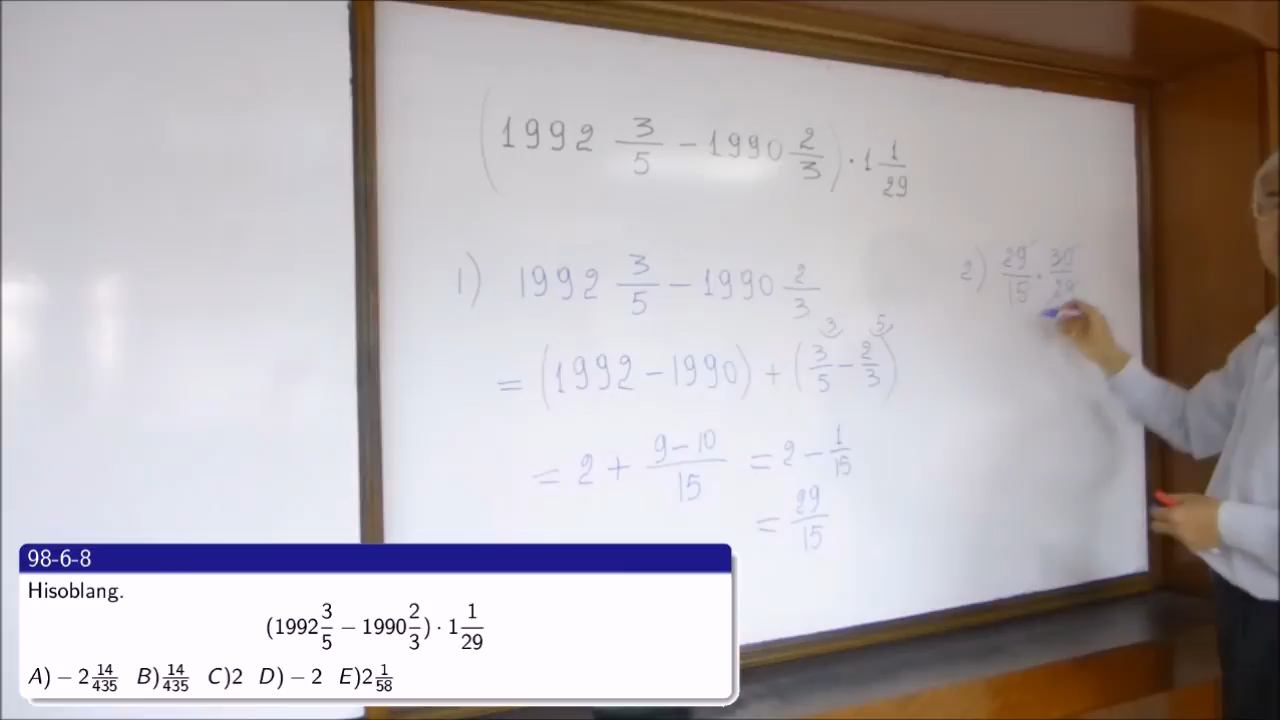 (1992 3/5 − 1990 2/3) · 1 1/29
1) 1992 3/5 − 1990 2/3
= (1992 − 1990) + (3/5 − 2/3) 3 5
= 2 + (9−10)/15 = 2 − 1/15
= 29/15
2) 29/15 · 30/29
98-6-8
Hisoblang.
(1992 3/5 − 1990 2/3) · 1 1/29
A) − 2 14/435 B) 14/435 C)2 D) − 2 E)2 1/58